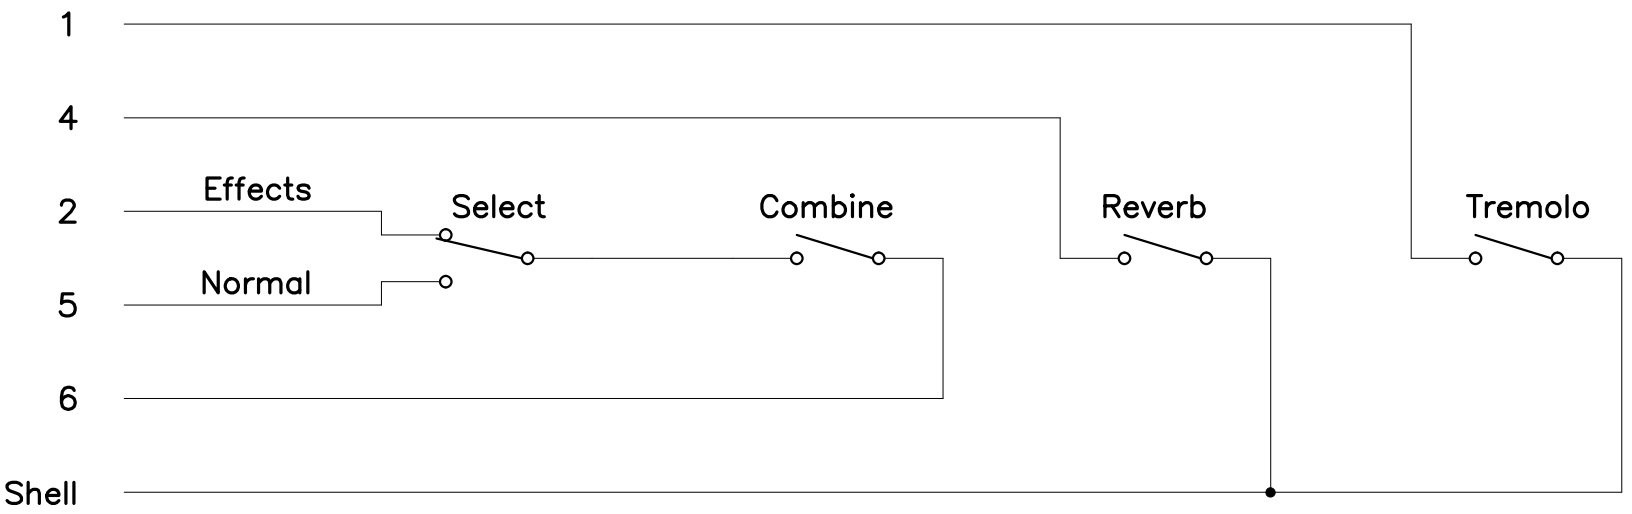 1
4
Effects
2
Select
Combine
Reverb
Tremolo
Normal
5
6
Shell